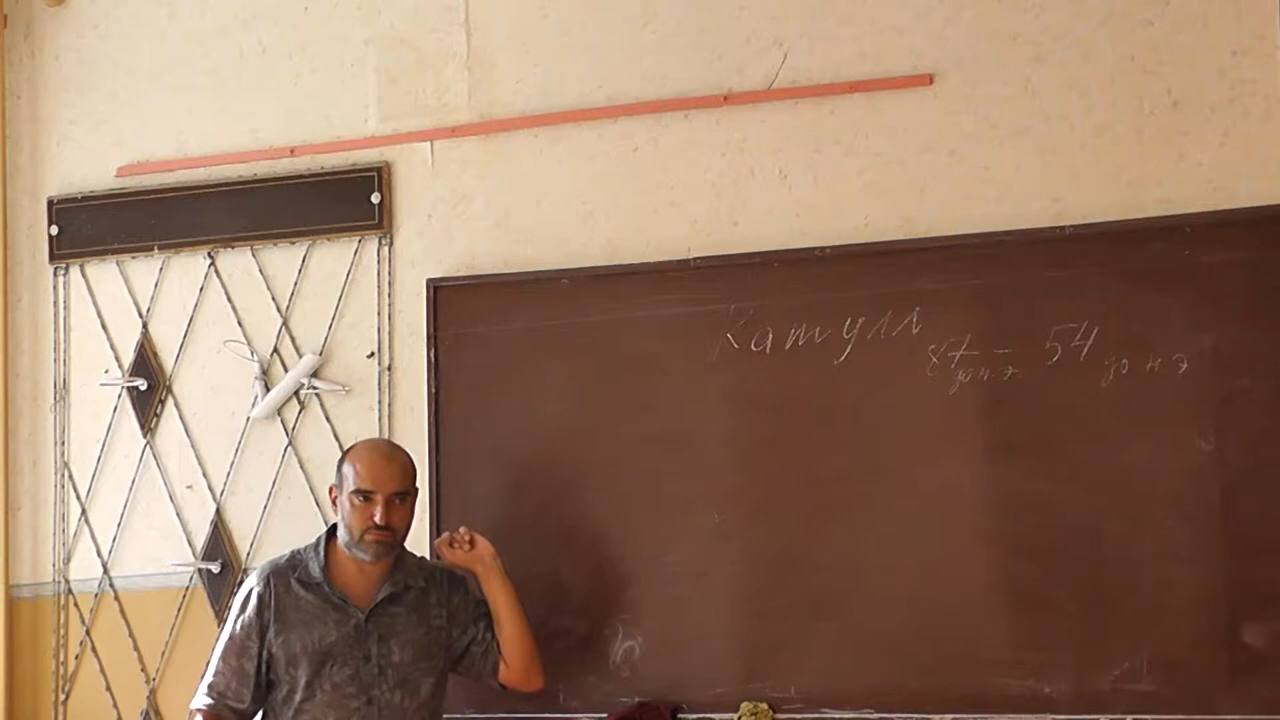 Катулл
87 до н э – 54 до н э